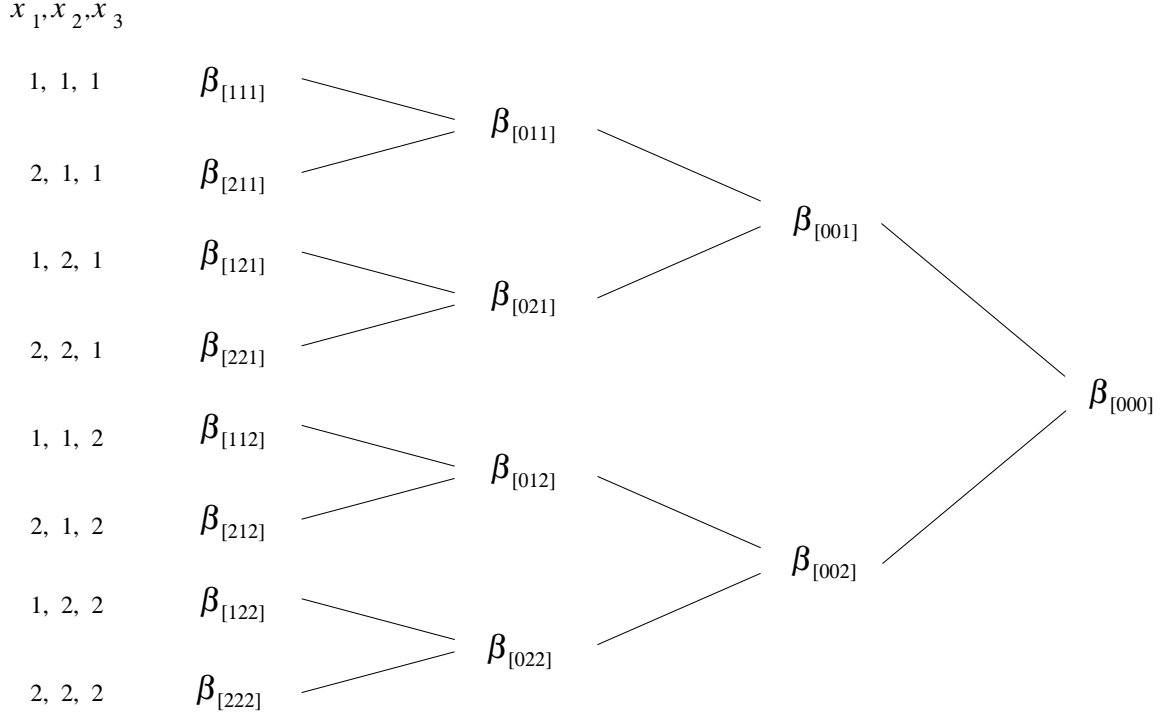 x 1, x 2, x 3
1, 1, 1 β[111]
β[011]
2, 1, 1 β[211]
β[001]
1, 2, 1 β[121]
β[021]
2, 2, 1 β[221]
β[000]
1, 1, 2 β[112]
β[012]
2, 1, 2 β[212]
β[002]
1, 2, 2 β[122]
β[022]
2, 2, 2 β[222]